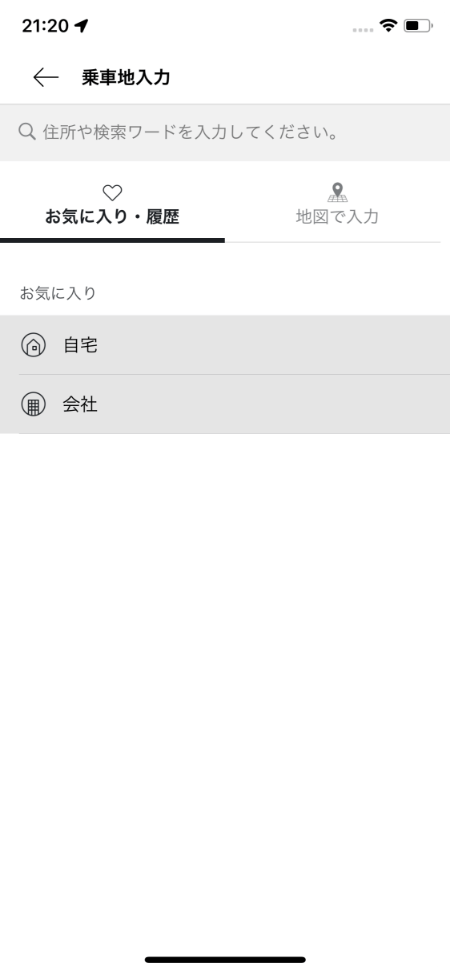 21:20
乗車地入力
住所や検索ワードを入力してください。
お気に入り・履歴
地図で入力
お気に入り
自宅
会社